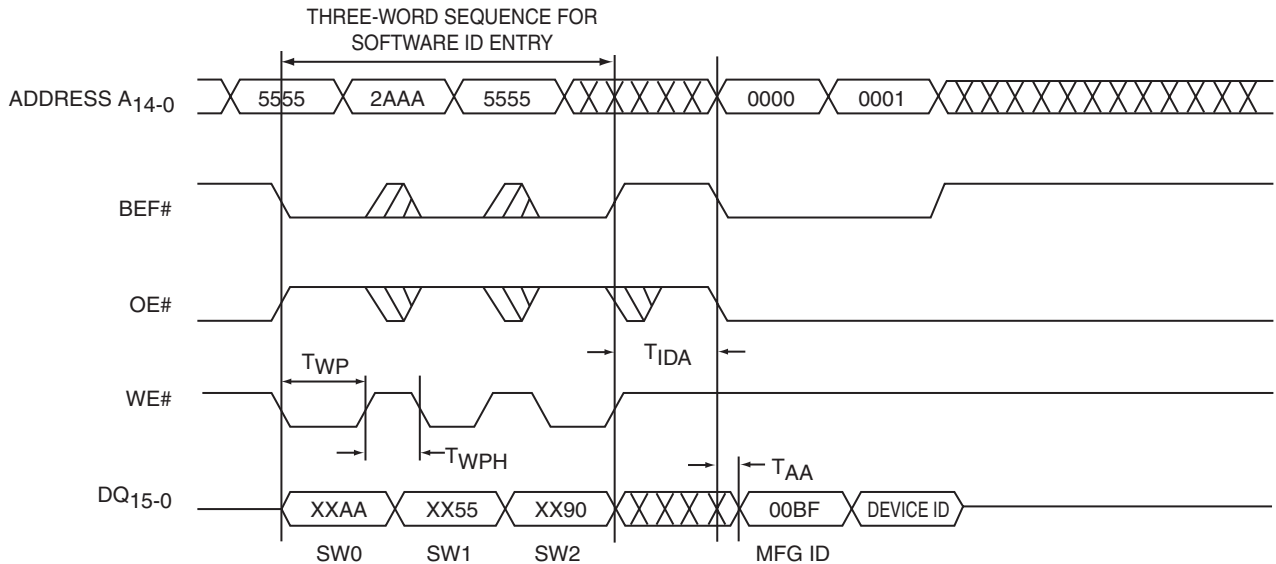 THREE-WORD SEQUENCE FOR
SOFTWARE ID ENTRY
ADDRESS A14-0
5555 2AAA 5555 0000 0001
BEF#
OE#
TWP
TIDA
WE#
TWPH
TAA
DQ15-0
XXAA XX55 XX90 00BF DEVICE ID
SW0 SW1 SW2 MFG ID